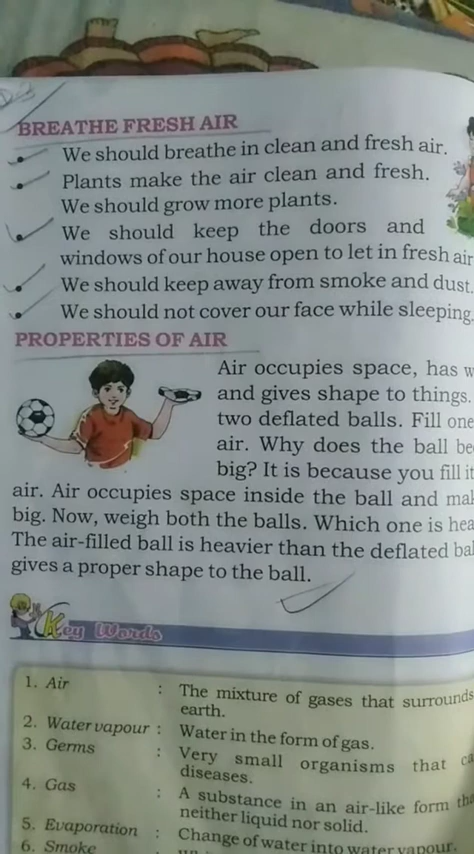 BREATHE FRESH AIR
We should breathe in clean and fresh air.
Plants make the air clean and fresh.
We should grow more plants.
We should keep the doors and
windows of our house open to let in fresh air
We should keep away from smoke and dust.
We should not cover our face while sleeping.
PROPERTIES OF AIR
Air occupies space, has
and gives shape to things.
two deflated balls. Fill one
air. Why does the ball
big? It is because you fill it
air. Air occupies space inside the ball and
big. Now, weigh both the balls. Which one is
The air-filled ball is heavier than the deflated
gives a proper shape to the ball.
Key Words
1. Air : The mixture of gases that surrounds
earth.
2. Water vapour : Water in the form of gas.
3. Germs : Very small organisms that
diseases.
4. Gas : A substance in an air-like form
neither liquid nor solid.
5. Evaporation : Change of water into water vapour.
6. Smoke